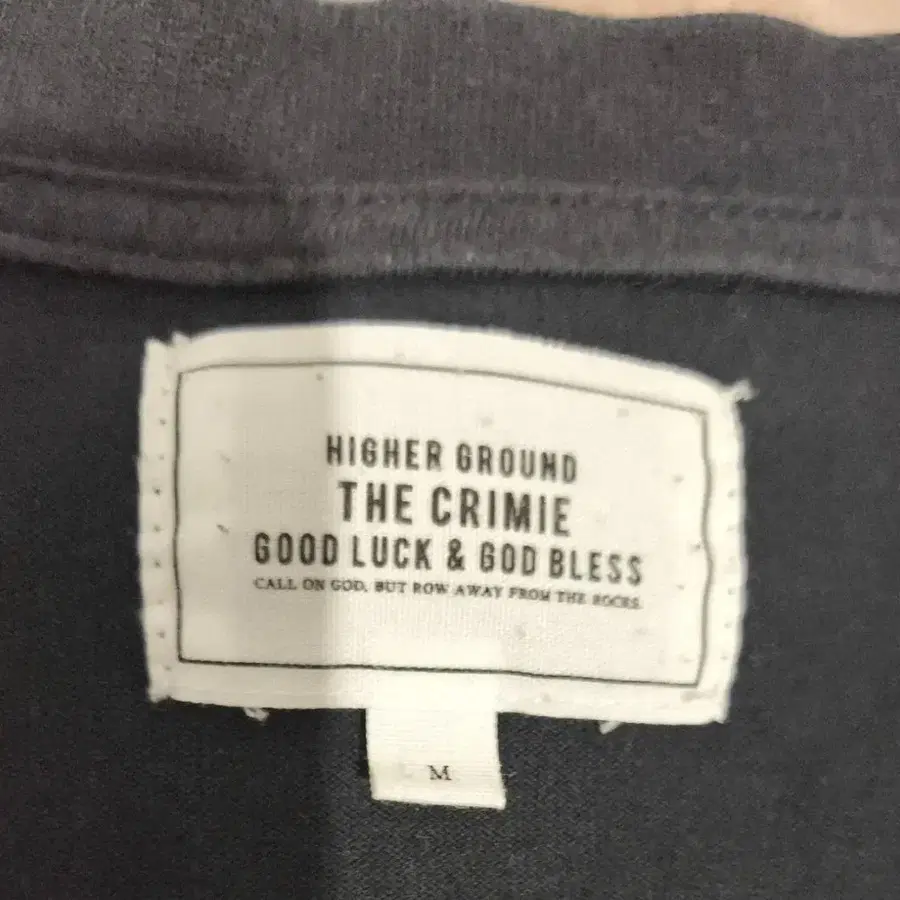 HIGHER GROUND
THE CRIMIE
GOOD LUCK & GOD BLESS
CALL ON GOD, BUT ROW AWAY FROM THE ROCKS.
M